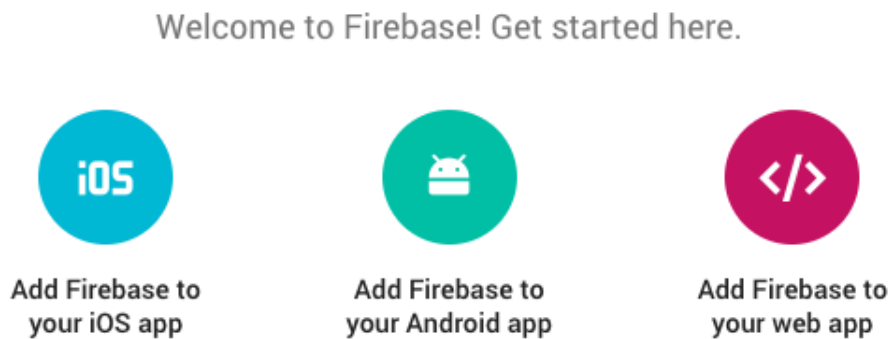 Welcome to Firebase! Get started here.
iOS
</>
Add Firebase to
your iOS app
Add Firebase to
your Android app
Add Firebase to
your web app